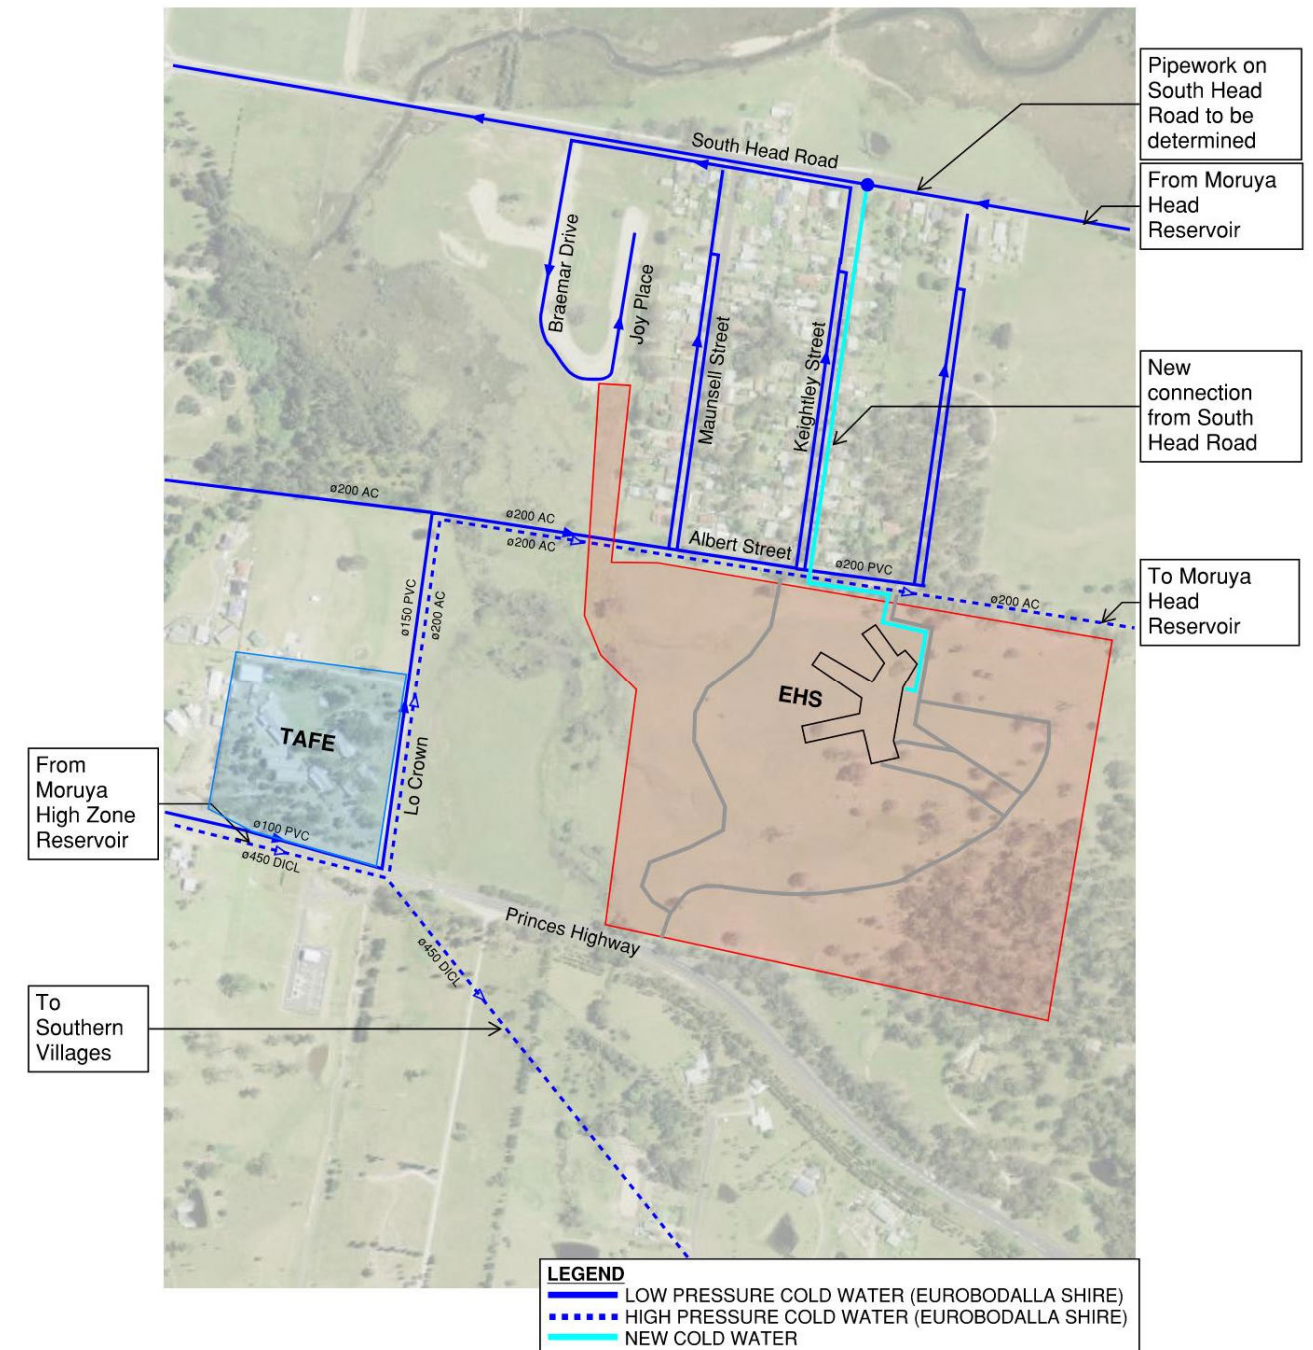 Pipework on
South Head
Road to be
determined
South Head Road
From Moruya
Head
Reservoir
Braemar Drive
Joy Place
Maunsell Street
Keightley Street
New
connection
from South
Head Road
ø200 AC
ø200 AC
ø200 AC
Albert Street
ø200 PVC
ø200 AC
To Moruya
Head
Reservoir
ø150 PVC
ø200 AC
EHS
TAFE
Lo Crown
From
Moruya
High Zone
Reservoir
ø100 PVC
ø450 DICL
Princes Highway
ø450 DICL
To
Southern
Villages
LEGEND
LOW PRESSURE COLD WATER (EUROBODALLA SHIRE)
HIGH PRESSURE COLD WATER (EUROBODALLA SHIRE)
NEW COLD WATER